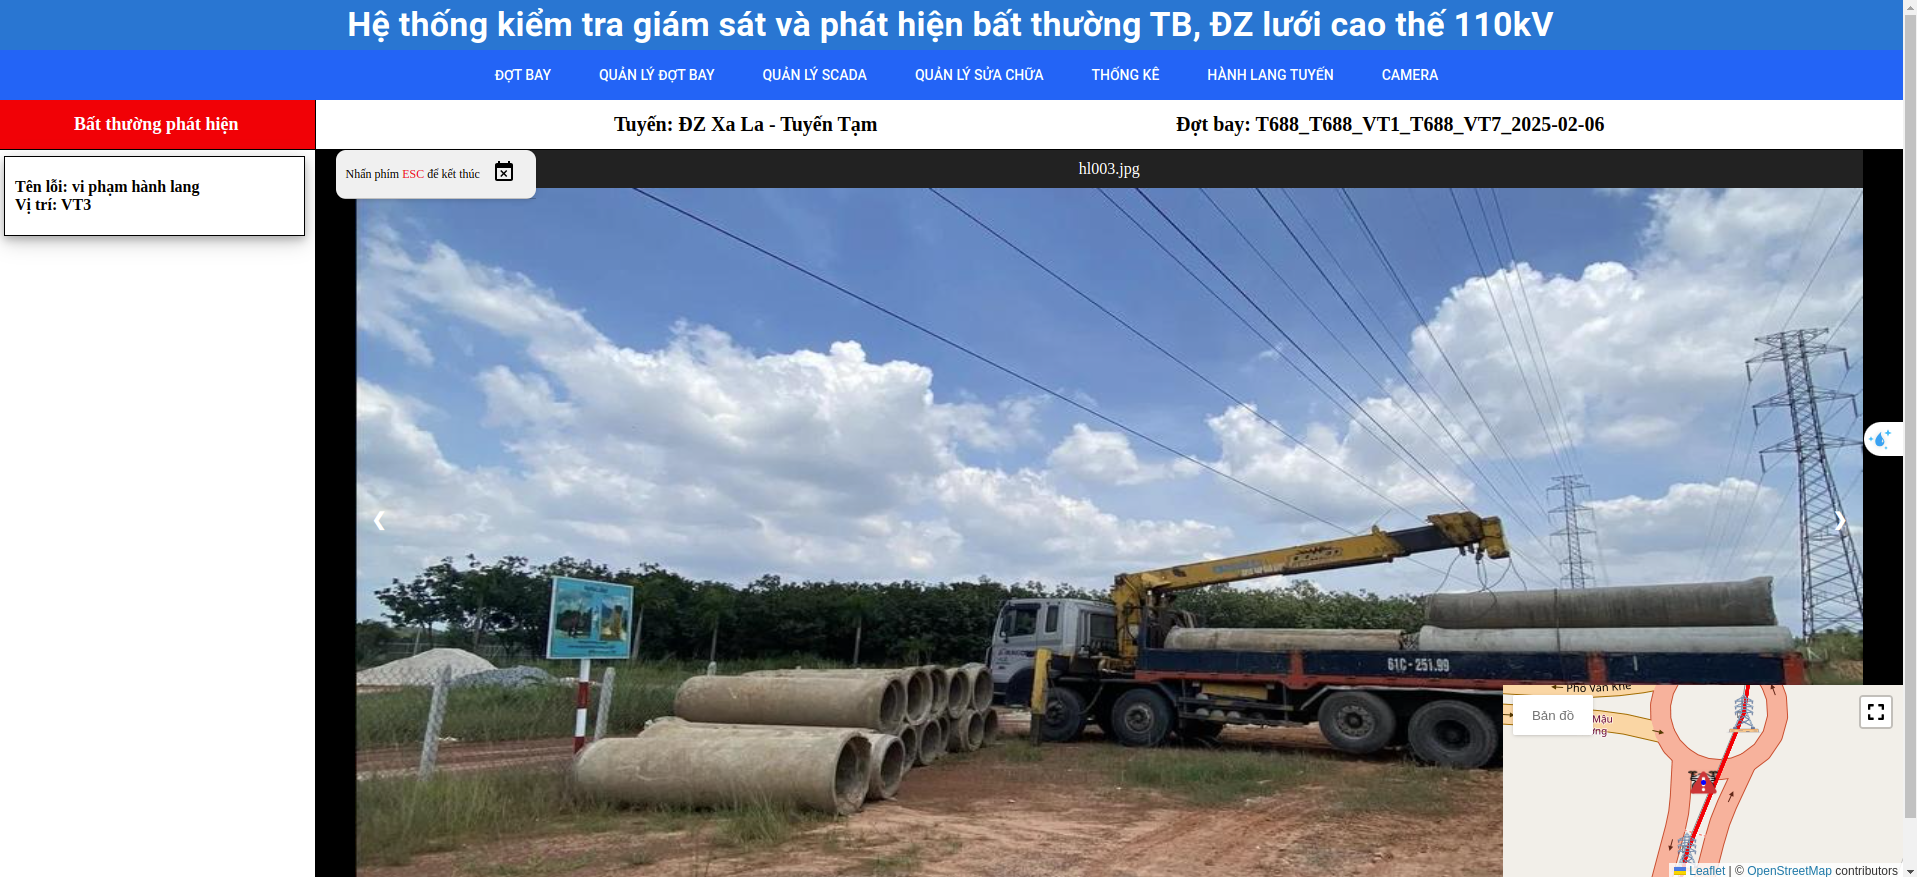 Hệ thống kiểm tra giám sát và phát hiện bất thường TB, ĐZ lưới cao thế 110kV
ĐỢT BAY QUẢN LÝ ĐỢT BAY QUẢN LÝ SCADA QUẢN LÝ SỬA CHỮA THỐNG KÊ HÀNH LANG TUYẾN CAMERA
Bất thường phát hiện
Tuyến: ĐZ Xa La - Tuyến Tạm
Đợt bay: T688_T688_VT1_T688_VT7_2025-02-06
Tên lỗi: vi phạm hành lang
Vị trí: VT3
Nhấn phím ESC để kết thúc
hl003.jpg
61C-251.99
Phố Văn Khê
Bản đồ
Mậu
Leaflet | © OpenStreetMap contributors